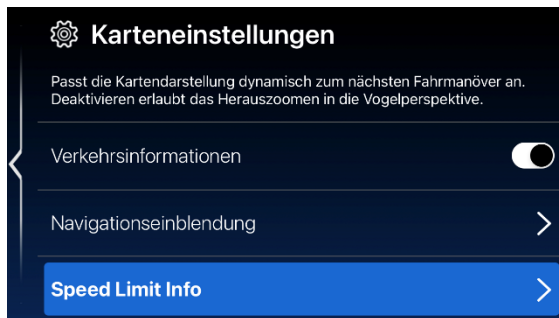 Karteneinstellungen
Passt die Kartendarstellung dynamisch zum nächsten Fahrmanöver an.
Deaktivieren erlaubt das Herauszoomen in die Vogelperspektive.
Verkehrsinformationen
Navigationseinblendung
Speed Limit Info